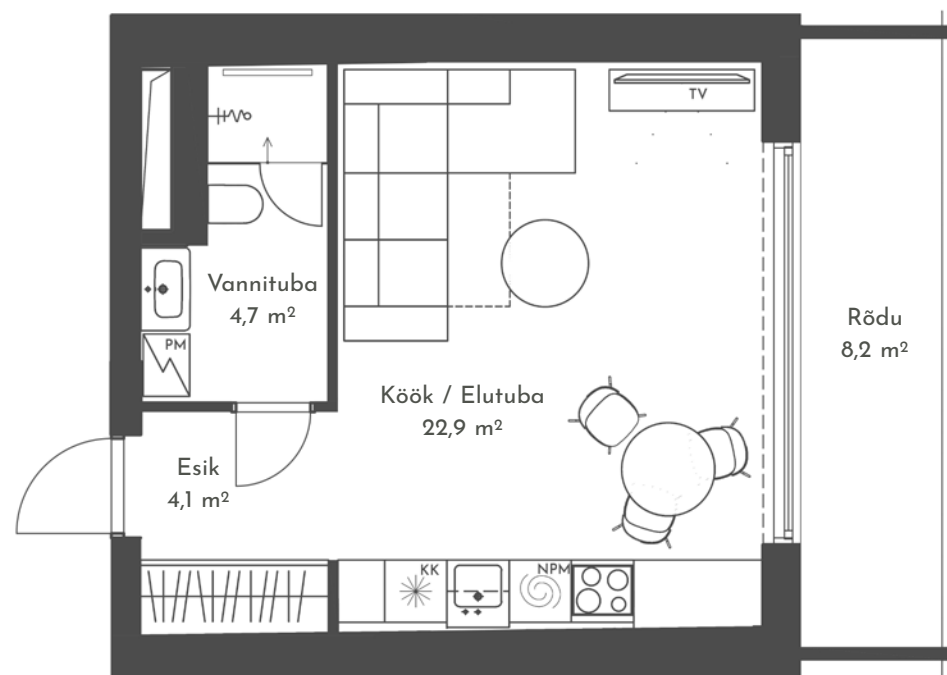 TV
Vannituba
4,7 m²
Rõdu
8,2 m²
PM
Köök / Elutuba
22,9 m²
Esik
4,1 m²
KK
NPM